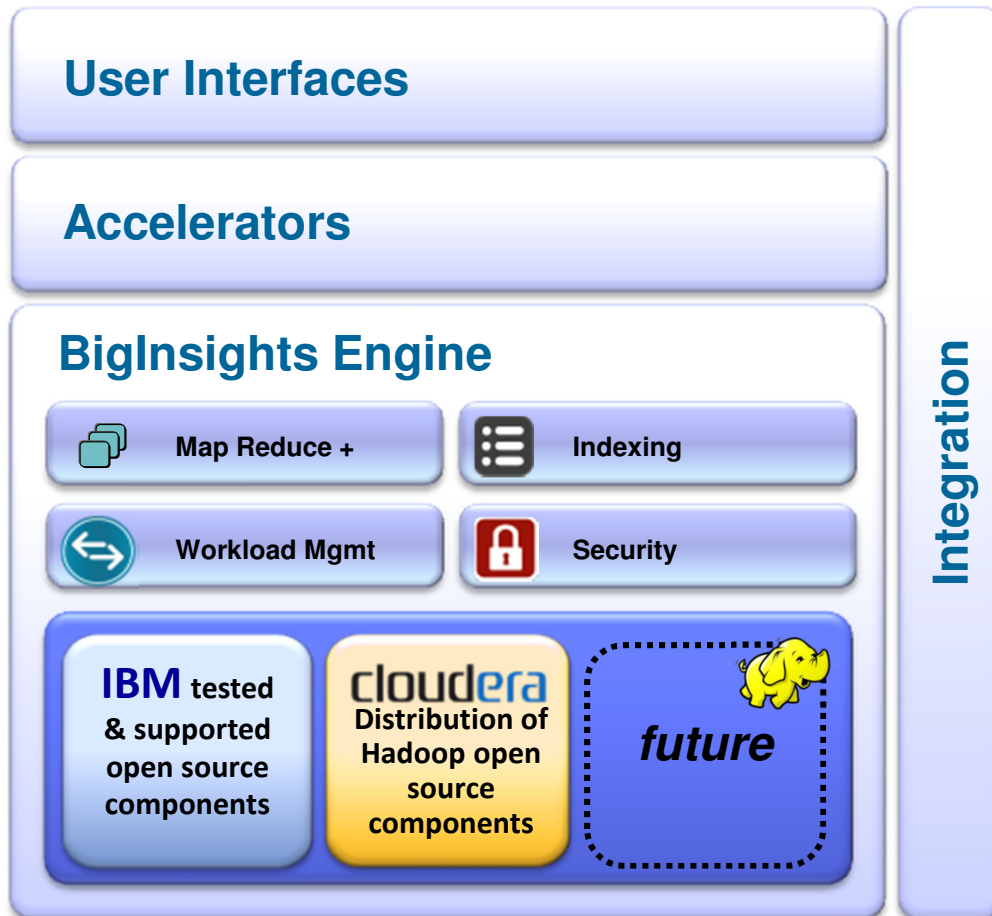 User Interfaces
Accelerators
BigInsights Engine
Map Reduce +
Indexing
Workload Mgmt
Security
IBM tested
& supported
open source
components
cloudera
Distribution of
Hadoop open
source
components
future
Integration